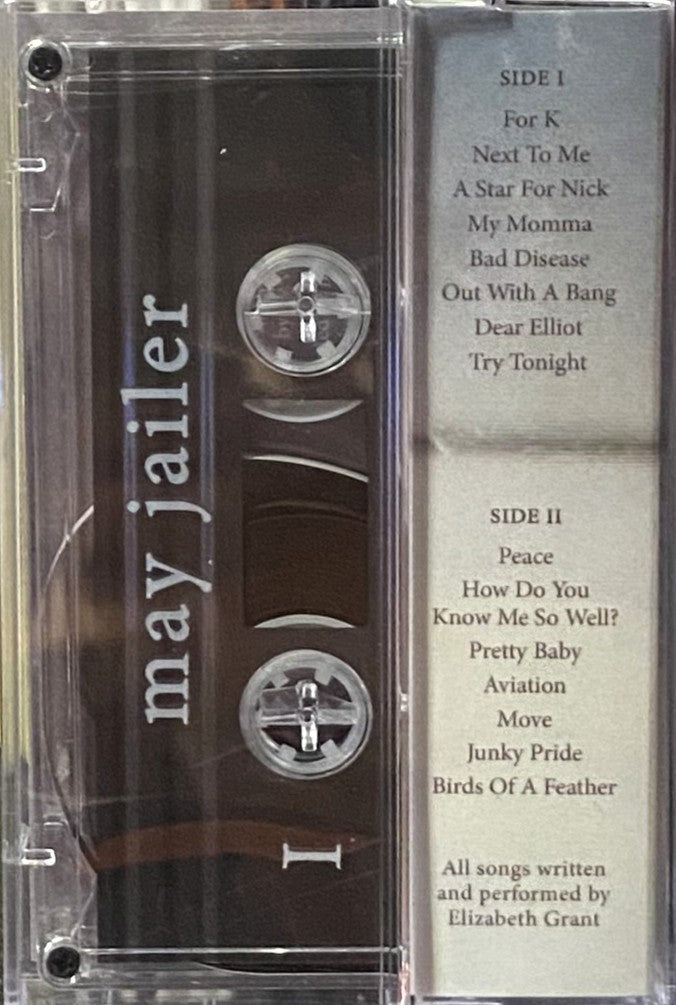 may jailer
I
SIDE I
For K
Next To Me
A Star For Nick
My Momma
Bad Disease
Out With A Bang
Dear Elliot
Try Tonight
SIDE II
Peace
How Do You
Know Me So Well?
Pretty Baby
Aviation
Move
Junky Pride
Birds Of A Feather
All songs written
and performed by
Elizabeth Grant